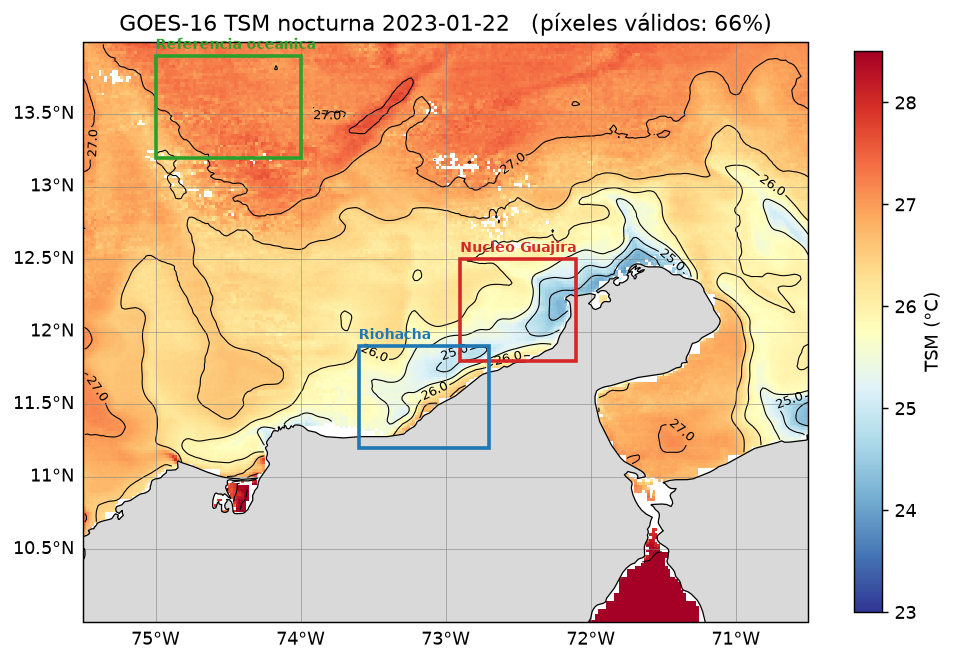 GOES-16 TSM nocturna 2023-01-22   (píxeles válidos: 66%)
Referencia oceanica
13.5°N
13°N
12.5°N
12°N
11.5°N
11°N
10.5°N
27.0
27.0
27.0
26.0
Nucleo Guajira
25.0
Riohacha
26.0
25.0
26.0
26.0
27.0
25.0
27.0
75°W
74°W
73°W
72°W
71°W
28
27
26
25
24
23
TSM (°C)